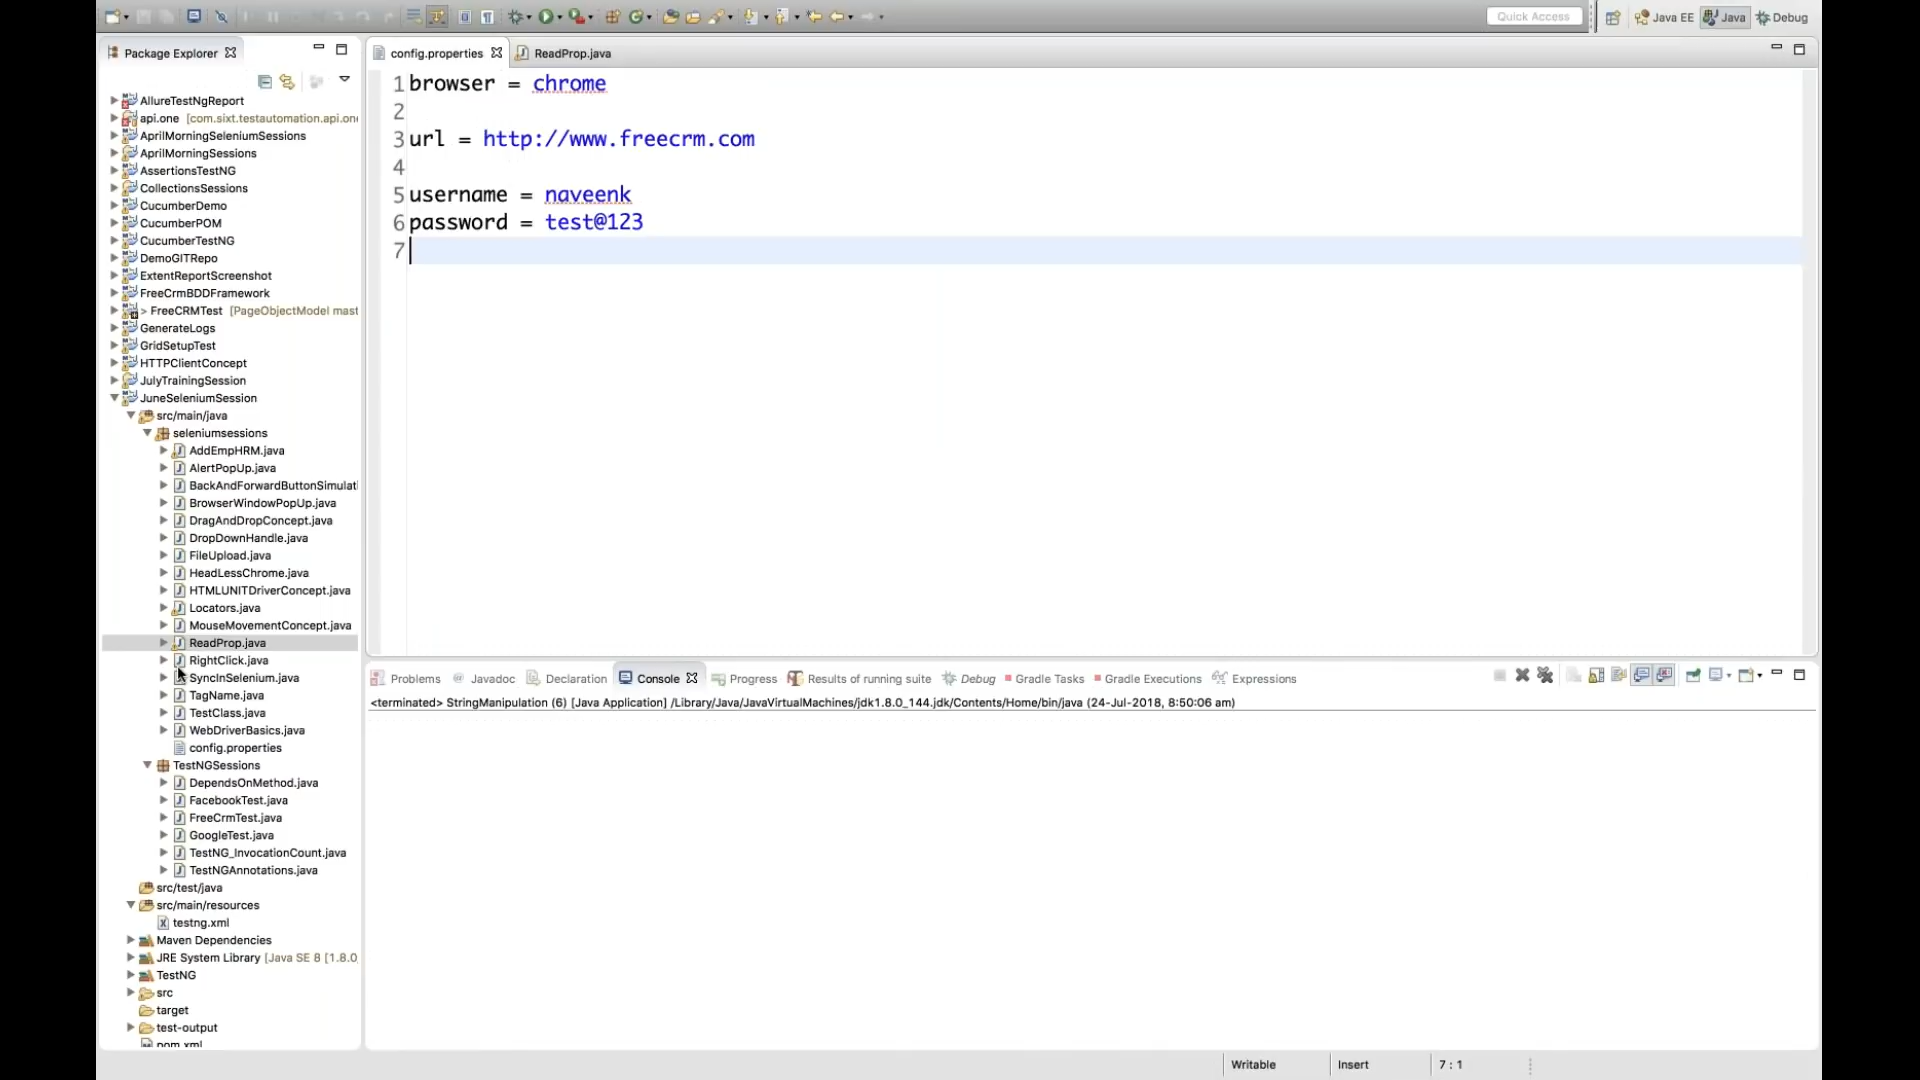 Quick Access
Java EE
Java
Debug
Package Explorer
config.properties
ReadProp.java
AllureTestNgReport
api.one [com.sixt.testautomation.api.one
AprilMorningSeleniumSessions
AprilMorningSessions
AssertionsTestNG
CollectionsSessions
CucumberDemo
CucumberPOM
CucumberTestNG
DemoGITRepo
ExtentReportScreenshot
FreeCrmBDDFramework
> FreeCRMTest [PageObjectModel mast
GenerateLogs
GridSetupTest
HTTPClientConcept
JulyTrainingSession
JuneSeleniumSession
src/main/java
seleniumsessions
AddEmpHRM.java
AlertPopUp.java
BackAndForwardButtonSimulati
BrowserWindowPopUp.java
DragAndDropConcept.java
DropDownHandle.java
FileUpload.java
HeadLessChrome.java
HTMLUNITDriverConcept.java
Locators.java
MouseMovementConcept.java
ReadProp.java
RightClick.java
SyncInSelenium.java
TagName.java
TestClass.java
WebDriverBasics.java
config.properties
TestNGSessions
DependsOnMethod.java
FacebookTest.java
FreeCrmTest.java
GoogleTest.java
TestNG_InvocationCount.java
TestNGAnnotations.java
src/test/java
src/main/resources
testng.xml
Maven Dependencies
JRE System Library [Java SE 8 [1.8.0
TestNG
src
target
test-output
pom.xml
1 browser = chrome
2
3 url = http://www.freecrm.com
4
5 username = naveenk
6 password = test@123
7
Problems
Javadoc
Declaration
Console
Progress
Results of running suite
Debug
Gradle Tasks
Gradle Executions
Expressions
<terminated> StringManipulation (6) [Java Application] /Library/Java/JavaVirtualMachines/jdk1.8.0_144.jdk/Contents/Home/bin/java (24-Jul-2018, 8:50:06 am)
Writable
Insert
7 : 1